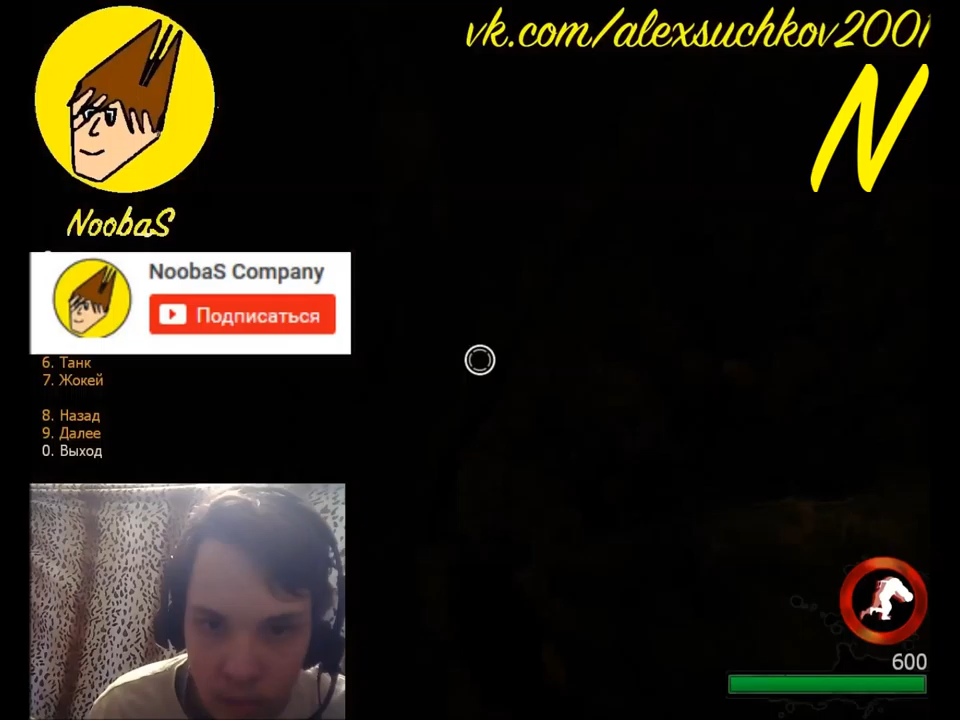 vk.com/alexsuchkov2001
N
NoobaS
NoobaS Company
Подписаться
6. Танк
7. Жокей
8. Назад
9. Далее
0. Выход
600